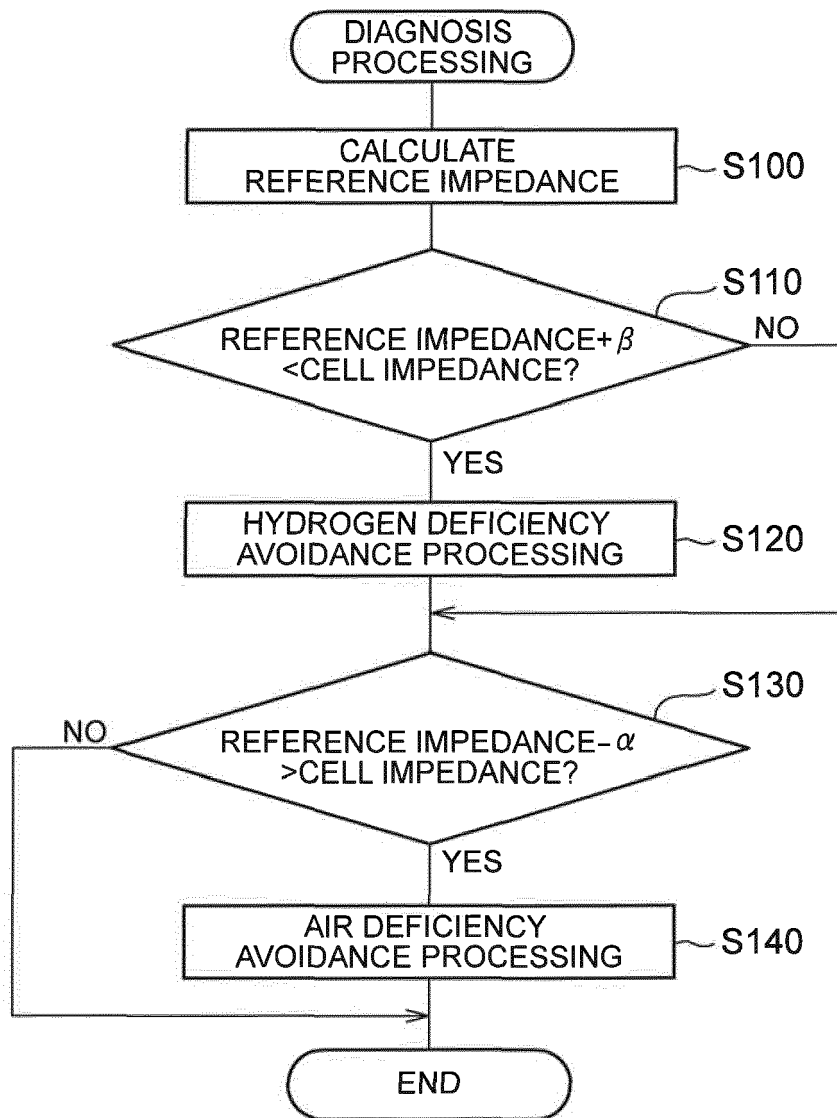 DIAGNOSIS
PROCESSING
CALCULATE
REFERENCE IMPEDANCE
S100
S110
REFERENCE IMPEDANCE+β
<CELL IMPEDANCE?
NO
YES
HYDROGEN DEFICIENCY
AVOIDANCE PROCESSING
S120
S130
NO
REFERENCE IMPEDANCE-α
>CELL IMPEDANCE?
YES
AIR DEFICIENCY
AVOIDANCE PROCESSING
S140
END